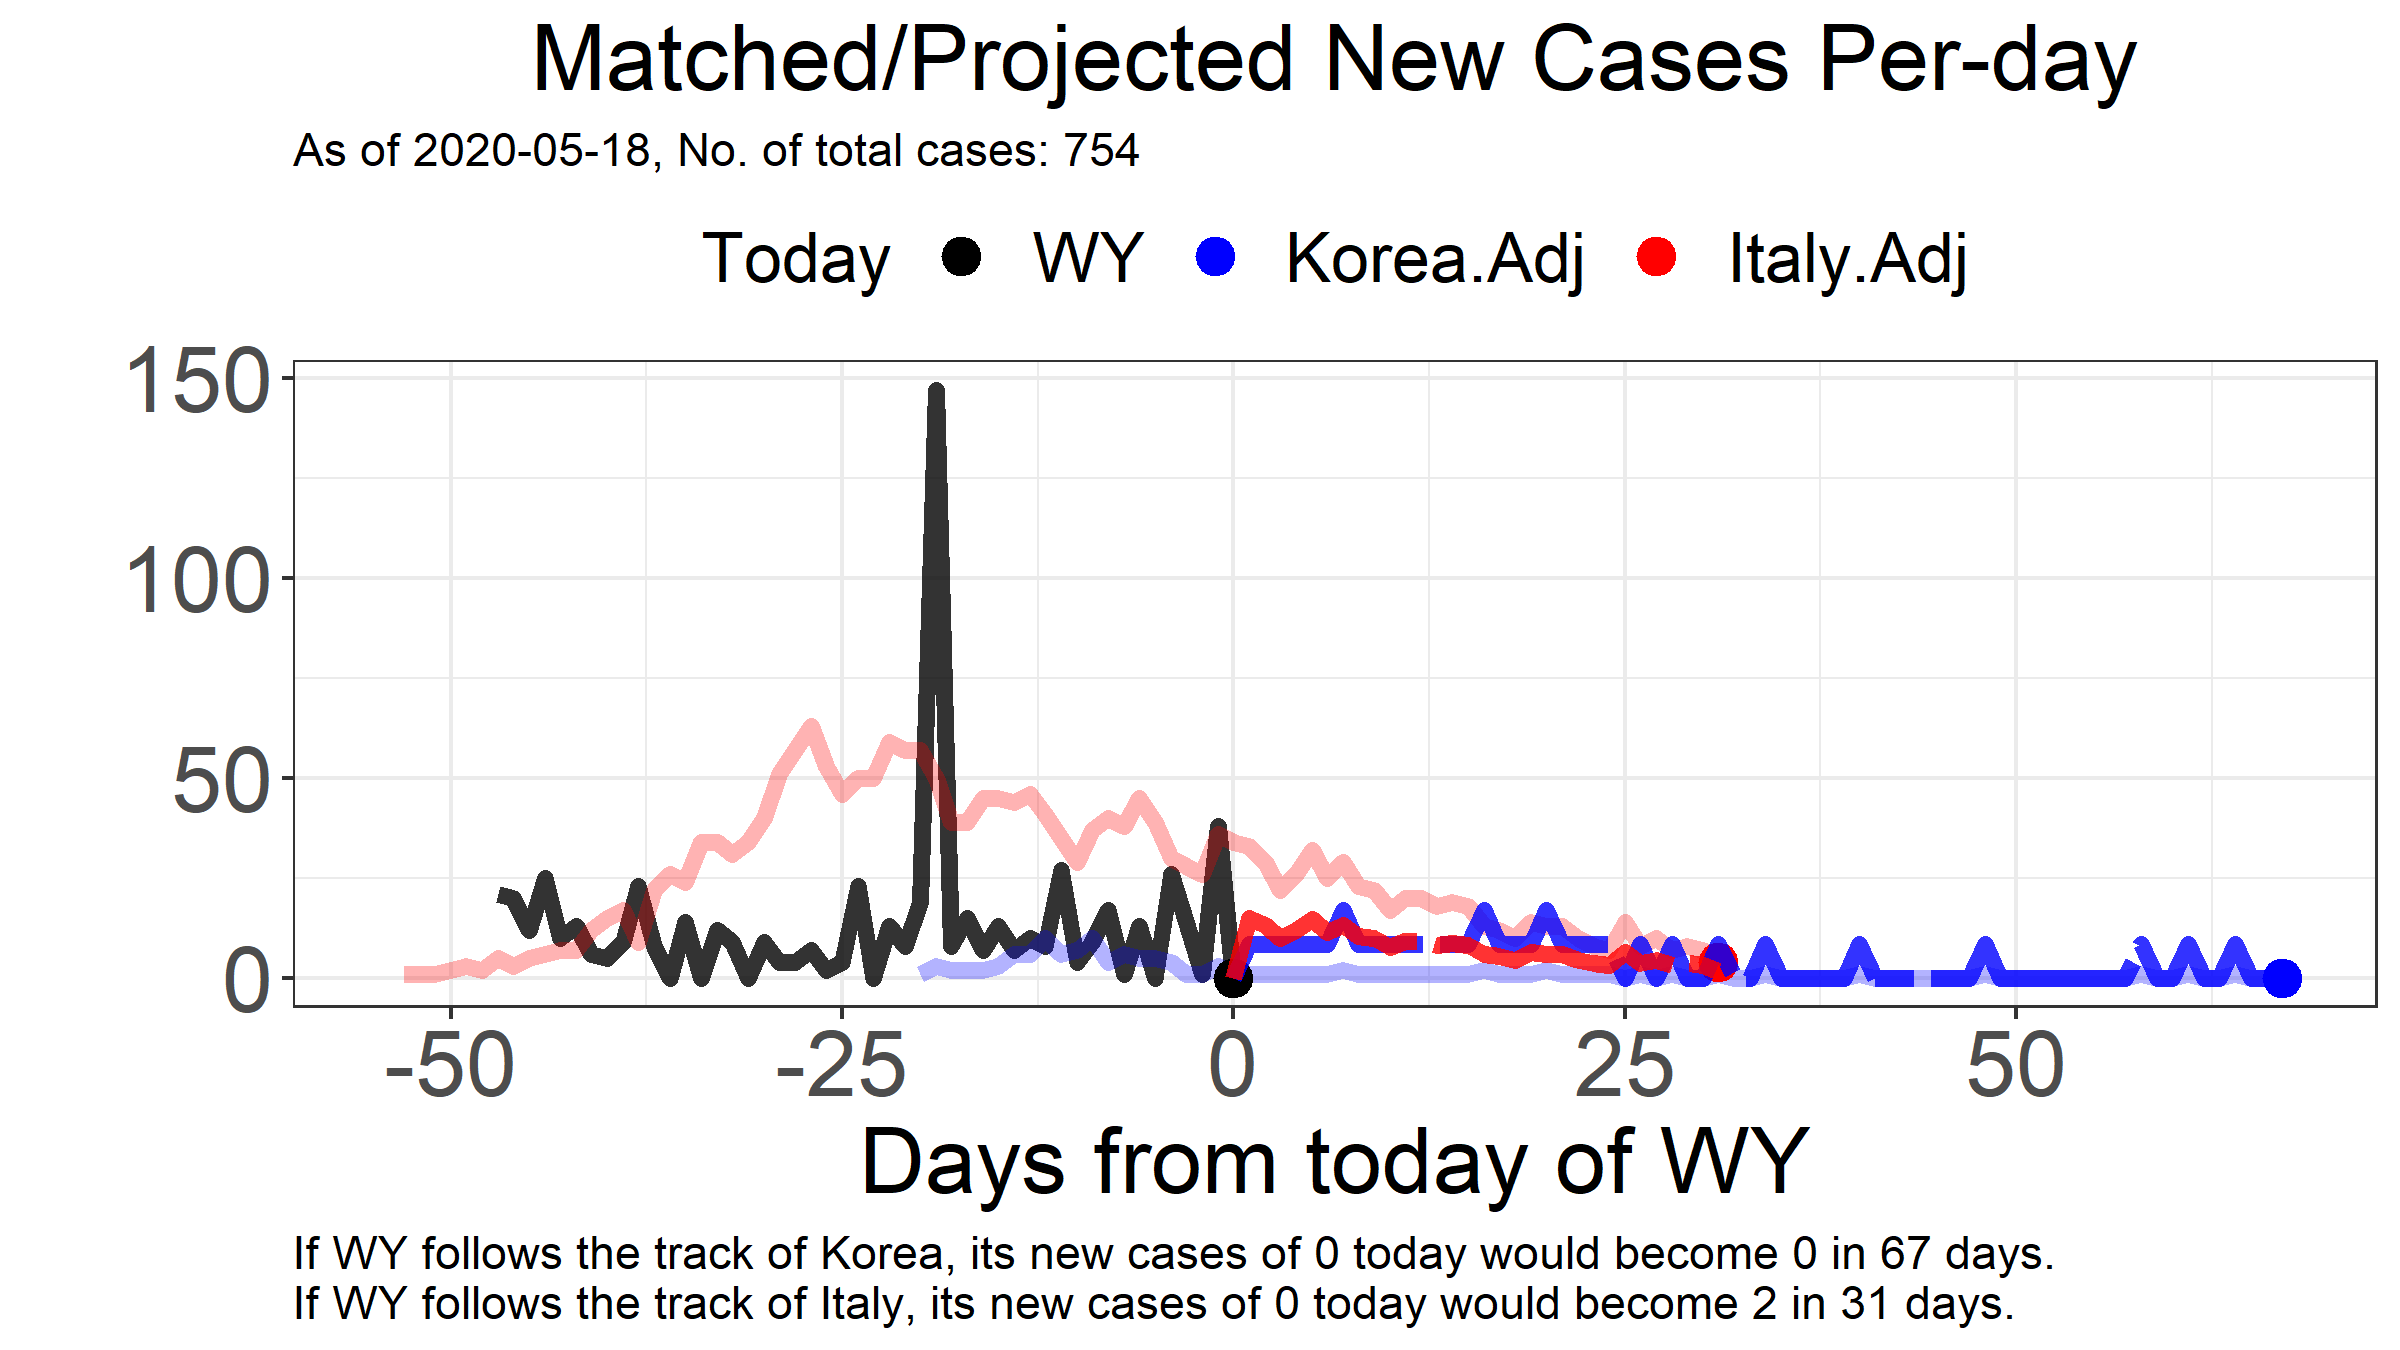 Matched/Projected New Cases Per-day
As of 2020-05-18, No. of total cases: 754
Today WY Korea.Adj Italy.Adj
150
100
50
0
-50 -25 0 25 50
Days from today of WY
If WY follows the track of Korea, its new cases of 0 today would become 0 in 67 days.
If WY follows the track of Italy, its new cases of 0 today would become 2 in 31 days.